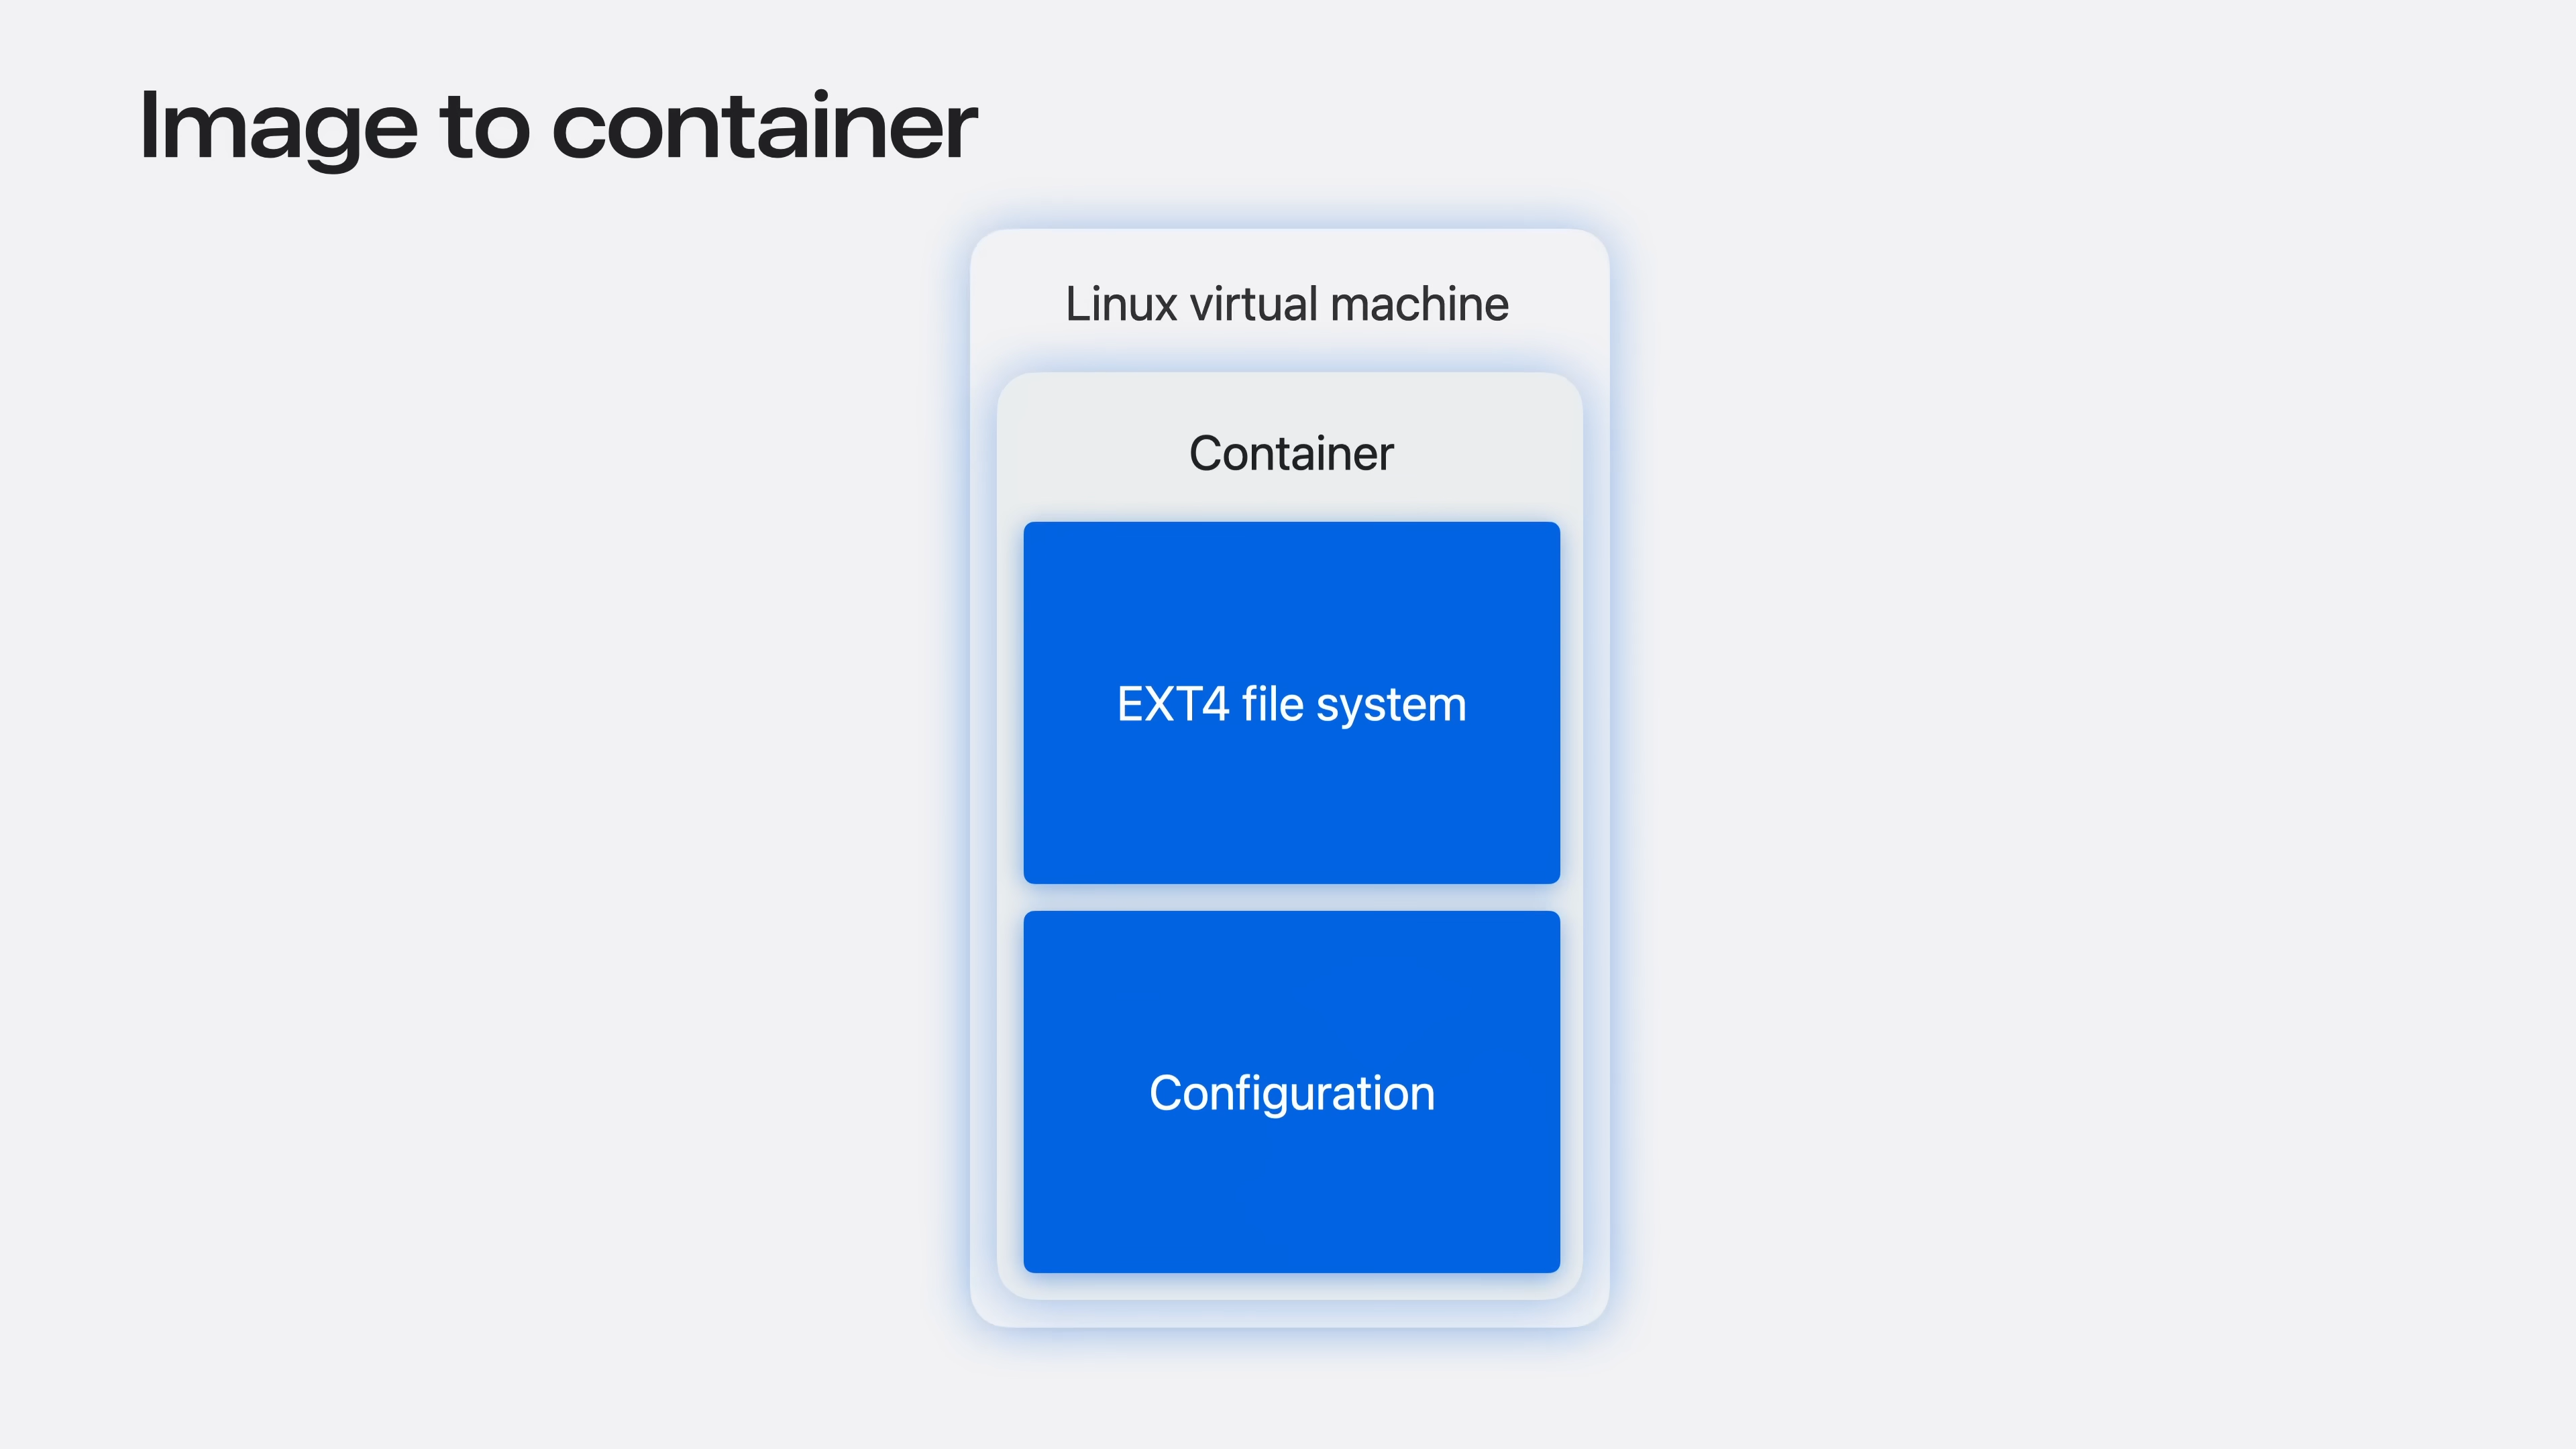 Image to container
Linux virtual machine
Container
EXT4 file system
Configuration